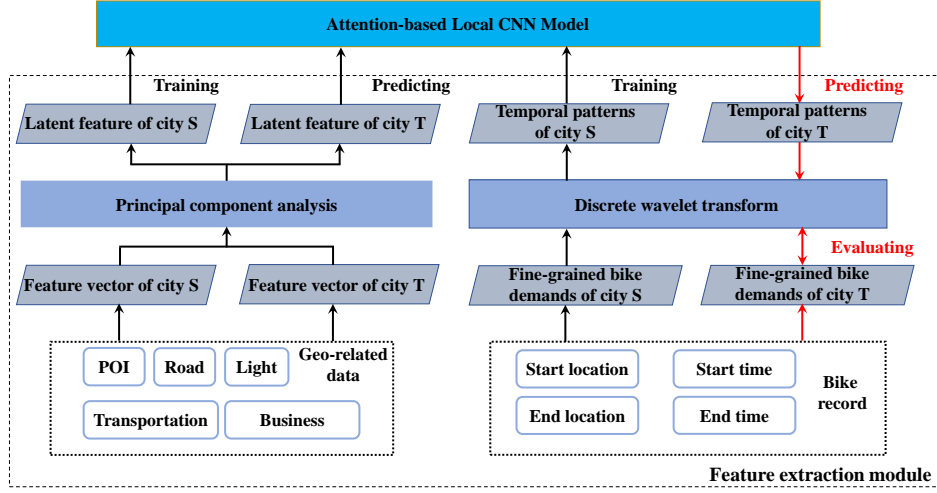 Attention-based Local CNN Model
Training
Predicting
Training
Predicting
Latent feature of city S
Latent feature of city T
Temporal patterns
of city S
Temporal patterns
of city T
Principal component analysis
Discrete wavelet transform
Evaluating
Feature vector of city S
Feature vector of city T
Fine-grained bike
demands of city S
Fine-grained bike
demands of city T
POI
Road
Light
Geo-related
data
Transportation
Business
Start location
Start time
End location
End time
Bike
record
Feature extraction module